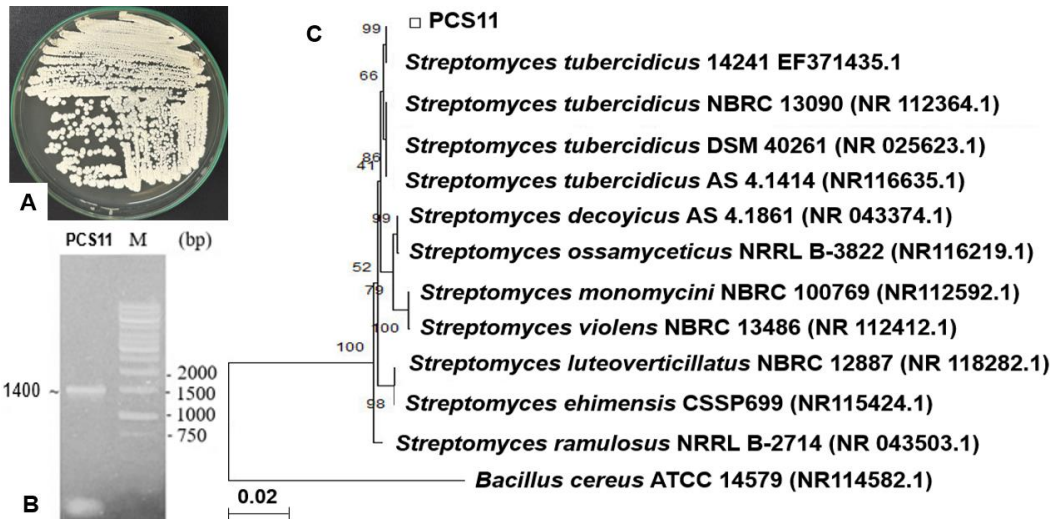 A
PCS11 M (bp)
1400 ~
- 2000
- 1500
- 1000
- 750
B
C
99
66
86
41
99
52
79
100
100
98
□ PCS11
Streptomyces tubercidicus 14241 EF371435.1
Streptomyces tubercidicus NBRC 13090 (NR 112364.1)
Streptomyces tubercidicus DSM 40261 (NR 025623.1)
Streptomyces tubercidicus AS 4.1414 (NR116635.1)
Streptomyces decoyicus AS 4.1861 (NR 043374.1)
Streptomyces ossamyceticus NRRL B-3822 (NR116219.1)
Streptomyces monomycini NBRC 100769 (NR112592.1)
Streptomyces violens NBRC 13486 (NR 112412.1)
Streptomyces luteoverticillatus NBRC 12887 (NR 118282.1)
Streptomyces ehimensis CSSP699 (NR115424.1)
Streptomyces ramulosus NRRL B-2714 (NR 043503.1)
Bacillus cereus ATCC 14579 (NR114582.1)
0.02